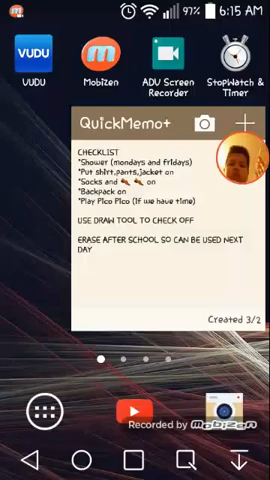 97% 6:15 AM
VUDU
VUDU
Mobizen
ADV Screen
Recorder
StopWatch &
Timer
QuickMemo+
CHECKLIST
*Shower (mondays and fridays)
*Put shirt,pants,jacket on
*Socks and 👞👞 on
*Backpack on
*Play Pico Pico (if we have time)
USE DRAW TOOL TO CHECK OFF
ERASE AFTER SCHOOL SO CAN BE USED NEXT
DAY
Created 3/2
Recorded by mobizen